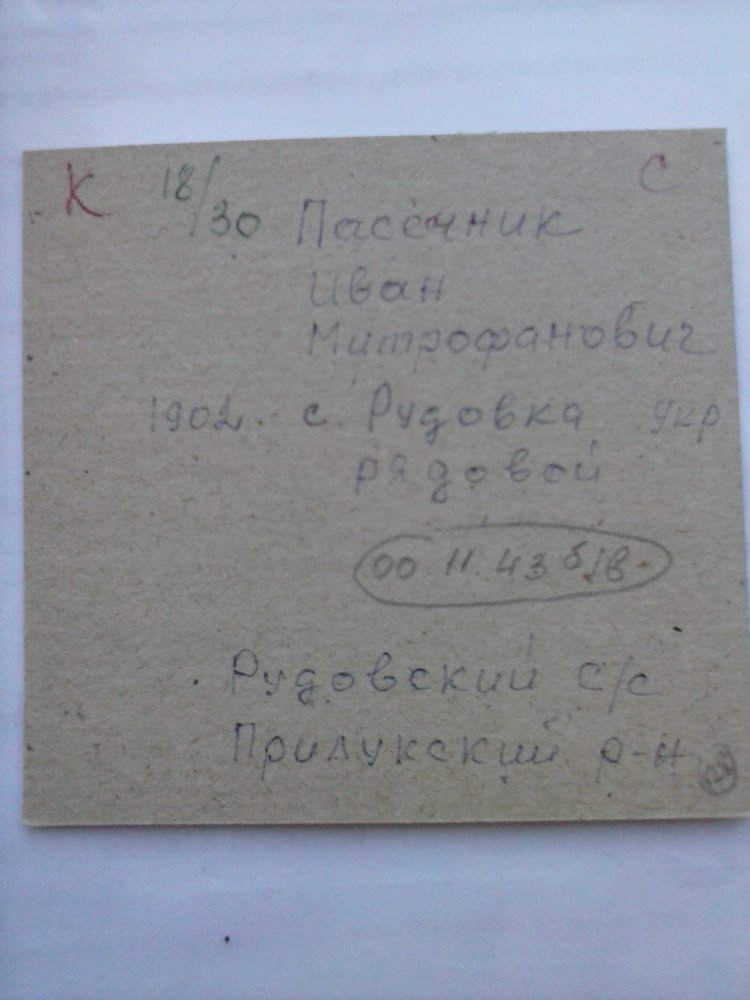 К 18/30 Пасечник С
Иван
Митрофанович
1902. с. Рудовка укр
рядовой
00 11. 43 б/в.
Рудовский с/с
Прилукский р-н